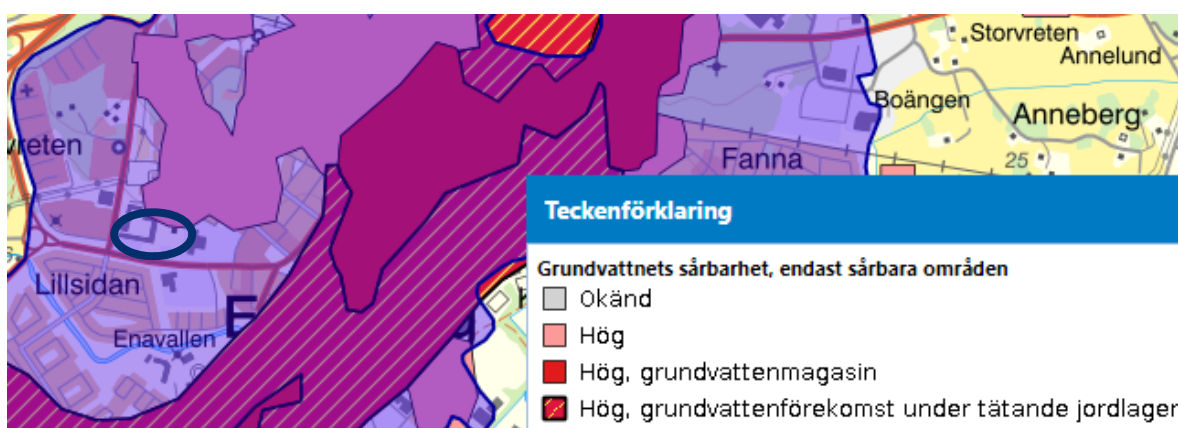 Storvreten
Annelund
Boängen
Anneberg
vreten
Fanna
25
Teckenförklaring
Grundvattnets sårbarhet, endast sårbara områden
Lillsidan
Okänd
Hög
Enavallen
E
Hög, grundvattenmagasin
Hög, grundvattenförekomst under tätande jordlager